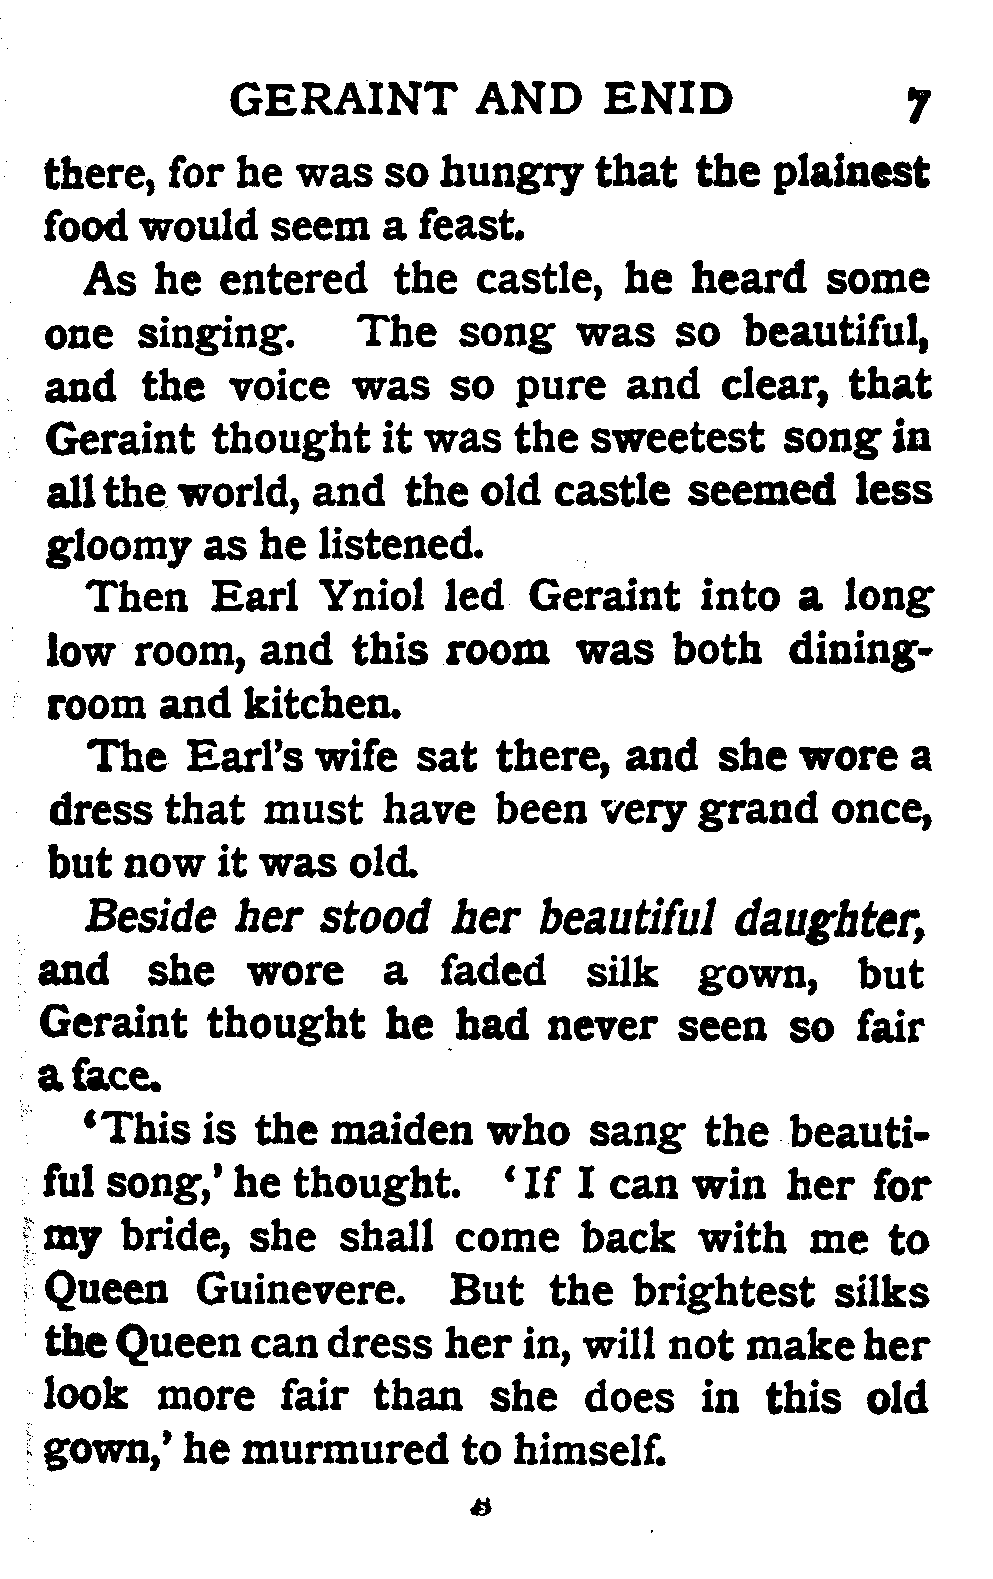 GERAINT AND ENID 7
there, for he was so hungry that the plainest
food would seem a feast.
As he entered the castle, he heard some
one singing. The song was so beautiful,
and the voice was so pure and clear, that
Geraint thought it was the sweetest song in
all the world, and the old castle seemed less
gloomy as he listened.
Then Earl Yniol led Geraint into a long
low room, and this room was both dining-
room and kitchen.
The Earl's wife sat there, and she wore a
dress that must have been very grand once,
but now it was old.
Beside her stood her beautiful daughter,
and she wore a faded silk gown, but
Geraint thought he had never seen so fair
a face.
‘This is the maiden who sang the beauti-
ful song,’ he thought. ‘If I can win her for
my bride, she shall come back with me to
Queen Guinevere. But the brightest silks
the Queen can dress her in, will not make her
look more fair than she does in this old
gown,’ he murmured to himself.